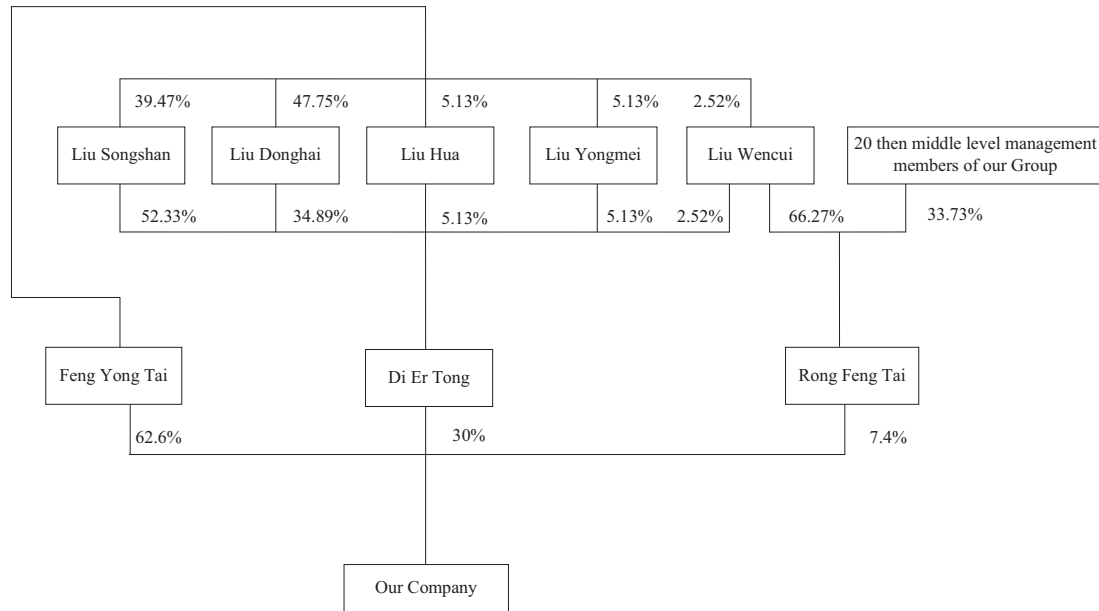 39.47%
47.75%
5.13%
5.13%
2.52%
Liu Songshan
Liu Donghai
Liu Hua
Liu Yongmei
Liu Wencui
20 then middle level management
members of our Group
52.33%
34.89%
5.13%
5.13%
2.52%
66.27%
33.73%
Feng Yong Tai
Di Er Tong
Rong Feng Tai
62.6%
30%
7.4%
Our Company